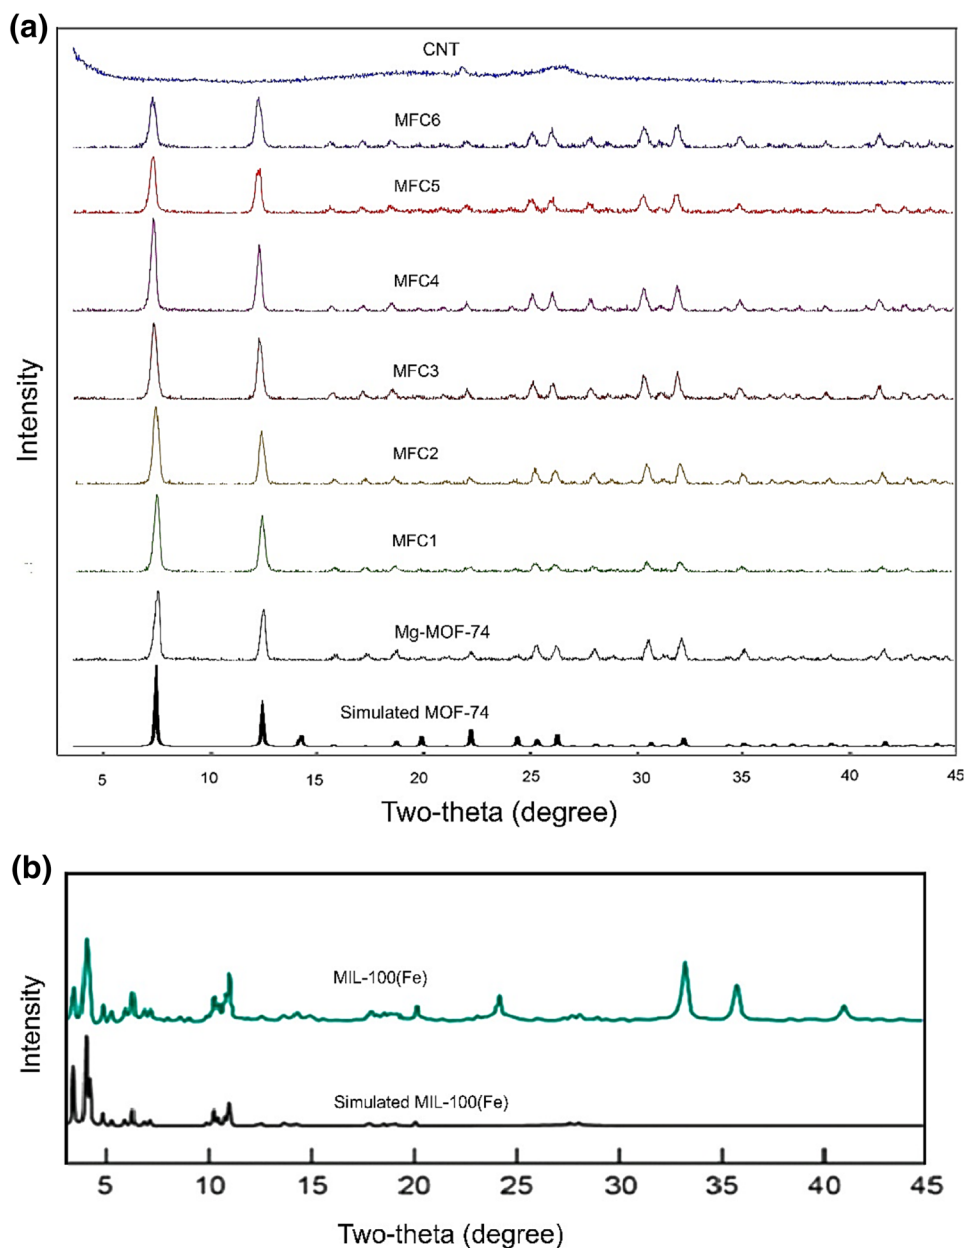 (a)
CNT
MFC6
MFC5
MFC4
MFC3
MFC2
MFC1
Mg-MOF-74
Simulated MOF-74
Intensity
5 10 15 20 25 30 35 40 45
Two-theta (degree)
(b)
MIL-100(Fe)
Simulated MIL-100(Fe)
Intensity
5 10 15 20 25 30 35 40 45
Two-theta (degree)